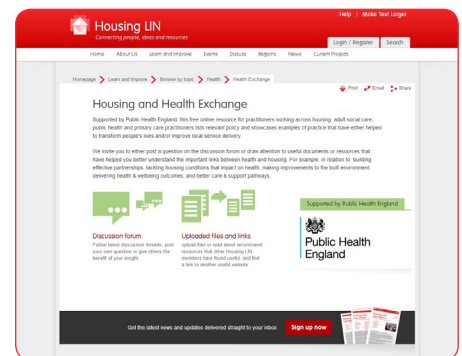 Help | Make Text Larger
Housing LIN
Connecting people, ideas and resources
Login / Register Search
Home About Us Learn and Improve Events Discuss Regions News Current Projects
Homepage Learn and Improve Browse by topic Health Health Exchange
Print Email Share
Housing and Health Exchange
Supported by Public Health England, this free online resource for practitioners working across housing, adult social care,
public health and primary care practitioners lists relevant policy and showcases examples of practice that have either helped
to transform people's lives and/or improve local service delivery.
We invite you to either post a question on the discussion forum or draw attention to useful documents or resources that
have helped you better understand the important links between health and housing. For example, in relation to: building
effective partnerships, tackling housing conditions that impact on health, making improvements to the built environment,
delivering health & wellbeing outcomes, and better care & support pathways.
Supported by Public Health England
Public Health
England
Discussion forum
Follow latest discussion threads, post
your own question or give others the
benefit of your insight
Uploaded files and links
upload files or read about recommend
resources that other Housing LIN
members have found useful, and find
a link to another useful website
Get the latest news and updates delivered straight to your inbox Sign up now